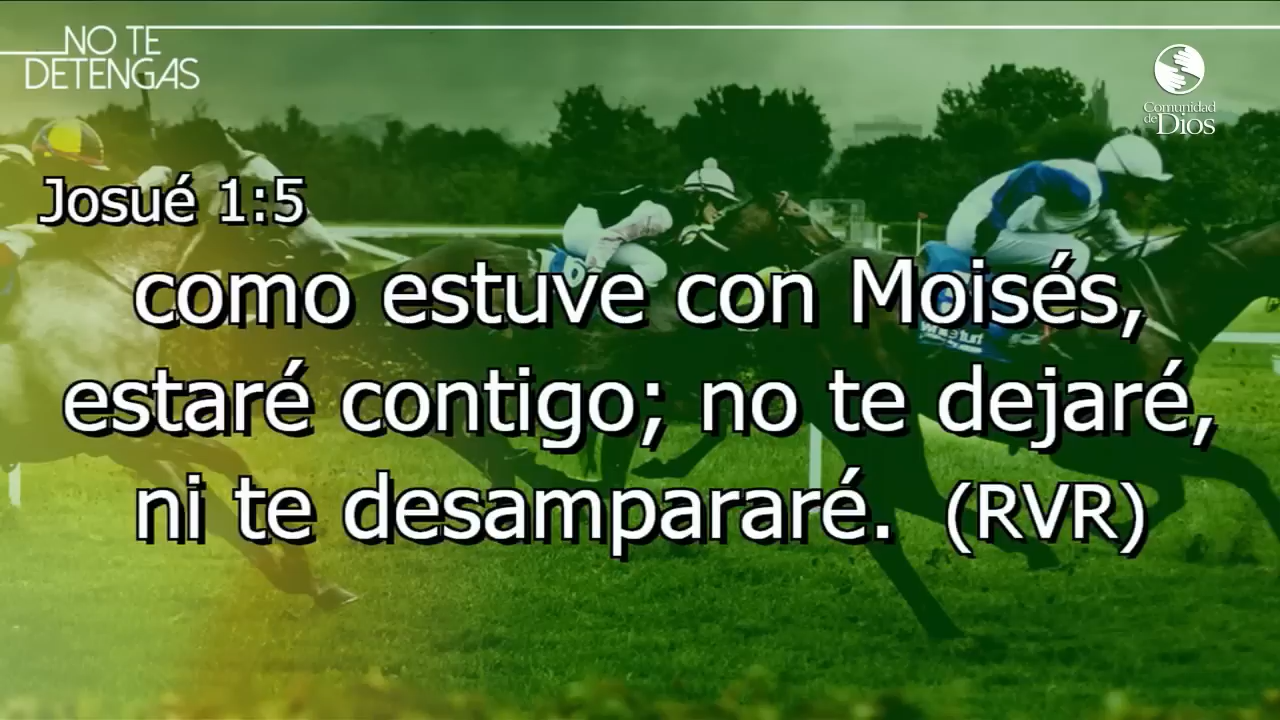 NO TE
DETENGAS
Comunidad
de Dios
Josué 1:5
como estuve con Moisés,
estaré contigo; no te dejaré,
ni te desampararé. (RVR)
6